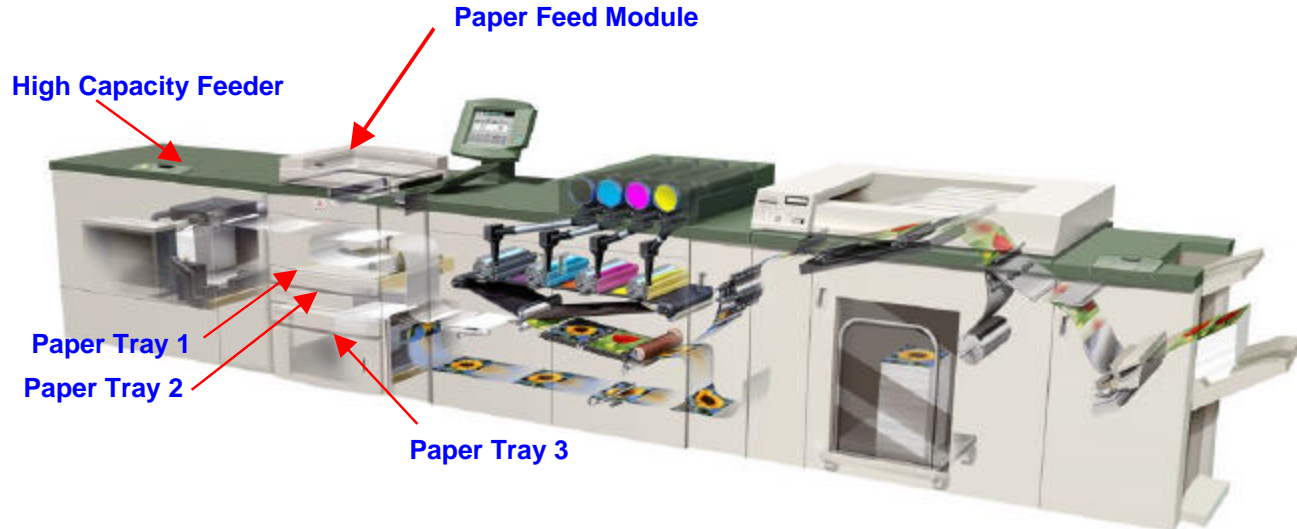 Paper Feed Module
High Capacity Feeder
Paper Tray 1
Paper Tray 2
Paper Tray 3